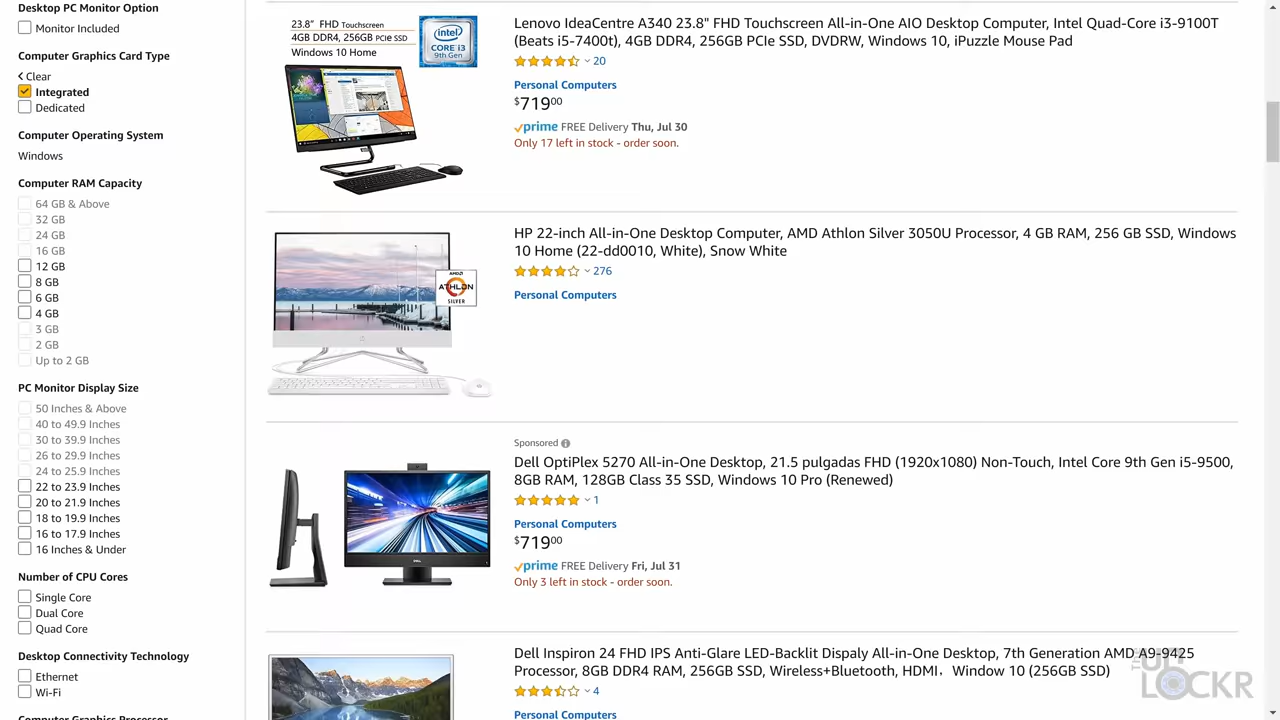 Desktop PC Monitor Option
Monitor Included
Computer Graphics Card Type
Clear
Integrated
Dedicated
Computer Operating System
Windows
Computer RAM Capacity
64 GB & Above
32 GB
24 GB
16 GB
12 GB
8 GB
6 GB
4 GB
3 GB
2 GB
Up to 2 GB
PC Monitor Display Size
50 Inches & Above
40 to 49.9 Inches
30 to 39.9 Inches
26 to 29.9 Inches
24 to 25.9 Inches
22 to 23.9 Inches
20 to 21.9 Inches
18 to 19.9 Inches
16 to 17.9 Inches
16 Inches & Under
Number of CPU Cores
Single Core
Dual Core
Quad Core
Desktop Connectivity Technology
Ethernet
Wi-Fi
Computer Graphics Processor
23.8" FHD Touchscreen
4GB DDR4, 256GB PCIe SSD
Windows 10 Home
intel
CORE i3
9th Gen
Lenovo IdeaCentre A340 23.8" FHD Touchscreen All-in-One AIO Desktop Computer, Intel Quad-Core i3-9100T
(Beats i5-7400t), 4GB DDR4, 256GB PCIe SSD, DVDRW, Windows 10, iPuzzle Mouse Pad
20
Personal Computers
$719.00
prime FREE Delivery Thu, Jul 30
Only 17 left in stock - order soon.
AMD
ATHLON
SILVER
HP 22-inch All-in-One Desktop Computer, AMD Athlon Silver 3050U Processor, 4 GB RAM, 256 GB SSD, Windows
10 Home (22-dd0010, White), Snow White
276
Personal Computers
Sponsored
Dell OptiPlex 5270 All-in-One Desktop, 21.5 pulgadas FHD (1920x1080) Non-Touch, Intel Core 9th Gen i5-9500,
8GB RAM, 128GB Class 35 SSD, Windows 10 Pro (Renewed)
1
Personal Computers
$719.00
prime FREE Delivery Fri, Jul 31
Only 3 left in stock - order soon.
DELL
Dell Inspiron 24 FHD IPS Anti-Glare LED-Backlit Dispaly All-in-One Desktop, 7th Generation AMD A9-9425
Processor, 8GB DDR4 RAM, 256GB SSD, Wireless+Bluetooth, HDMI，Window 10 (256GB SSD)
4
Personal Computers
THE UNLOCKR